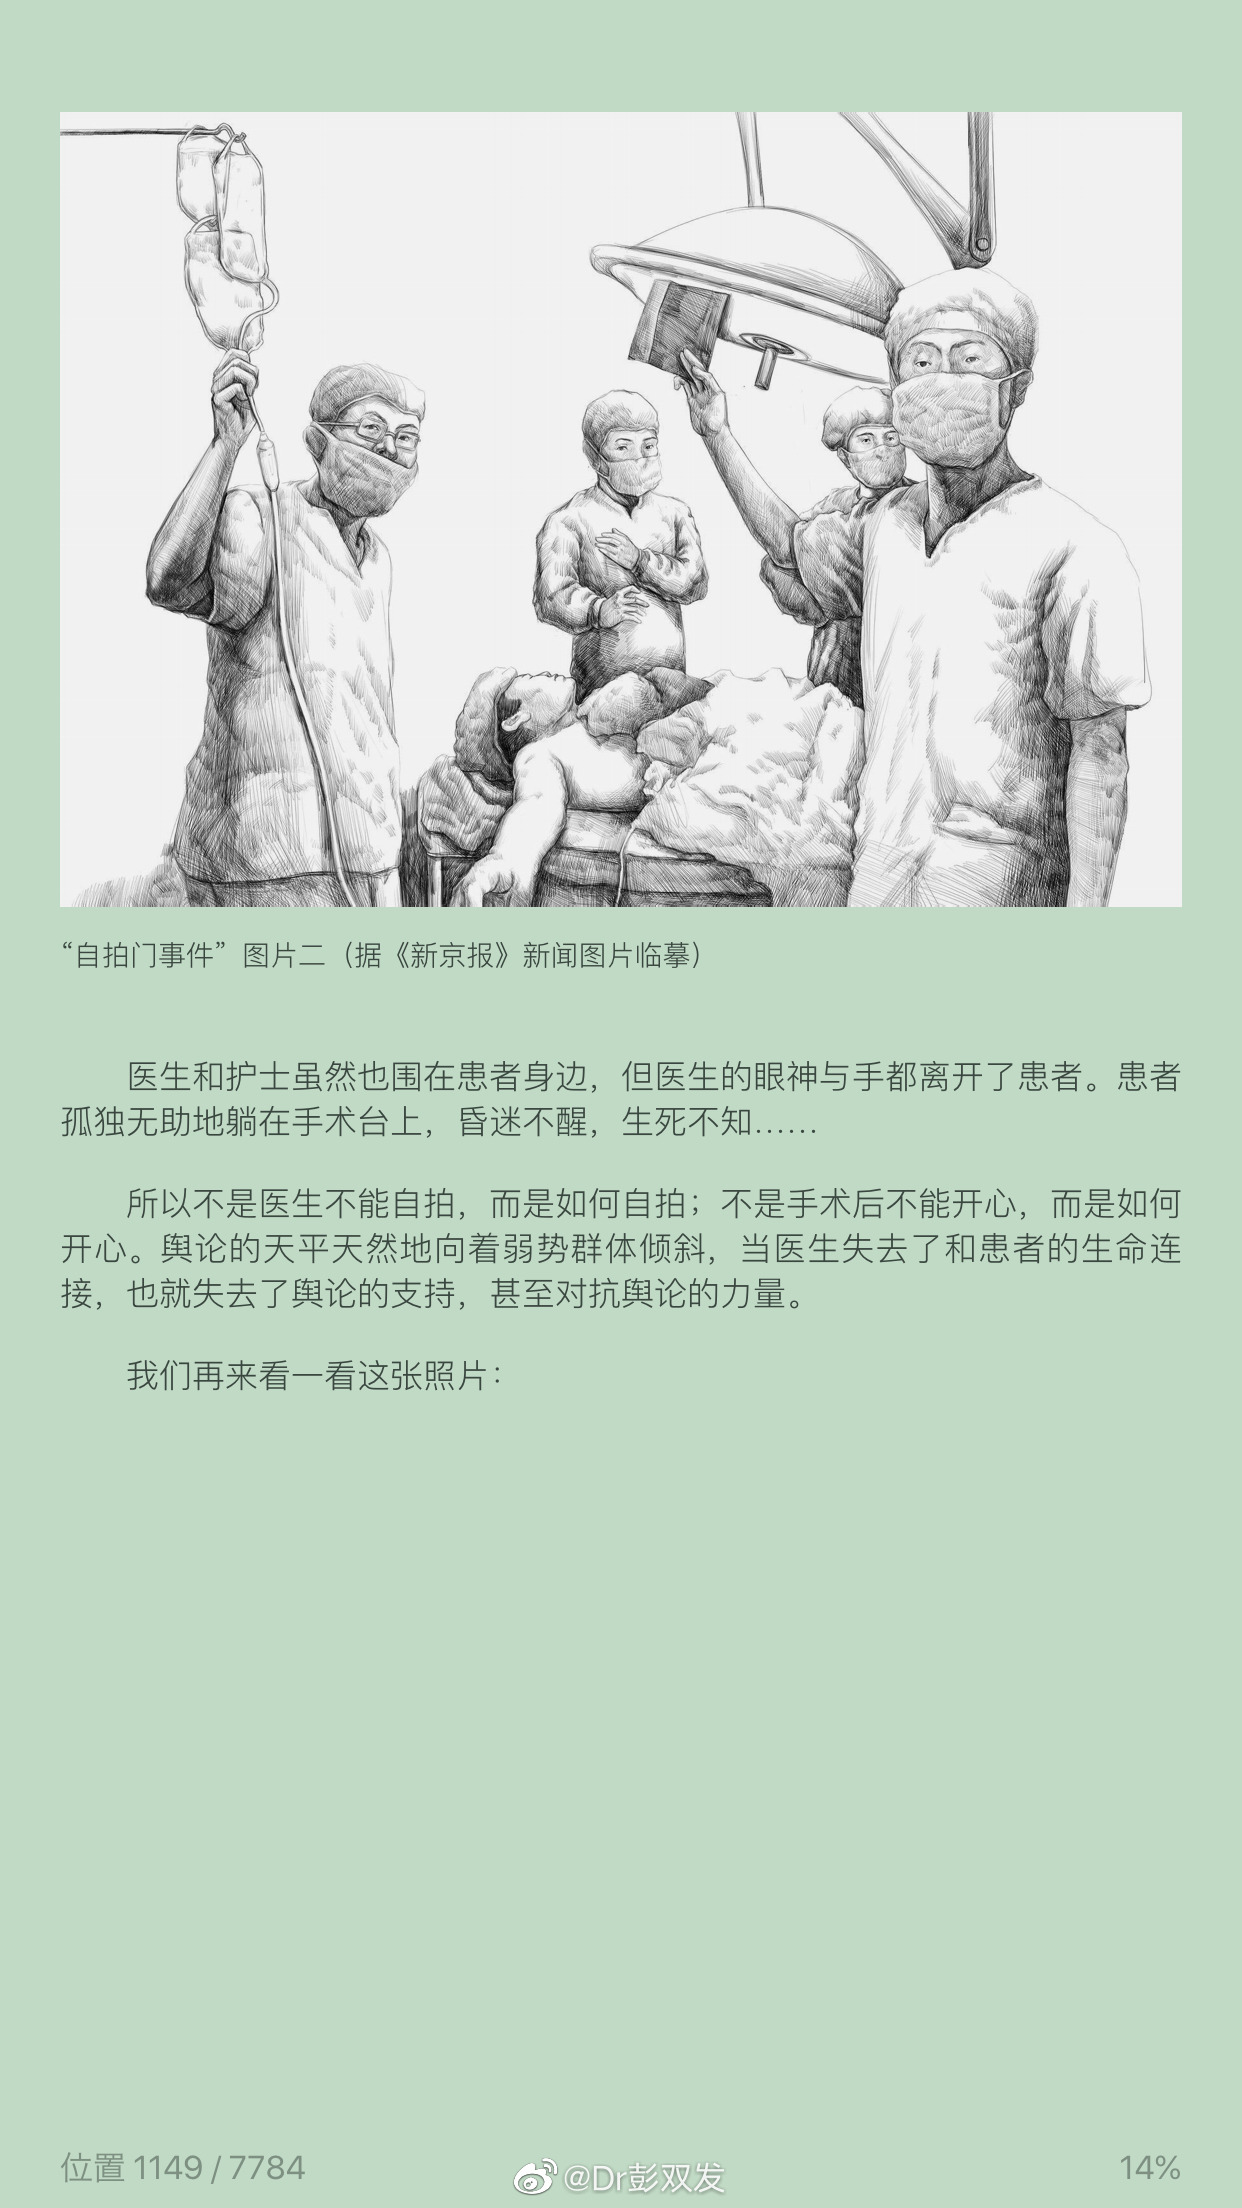 “自拍门事件”图片二（据《新京报》新闻图片临摹）
医生和护士虽然也围在患者身边，但医生的眼神与手都离开了患者。患者
孤独无助地躺在手术台上，昏迷不醒，生死不知……
所以不是医生不能自拍，而是如何自拍；不是手术后不能开心，而是如何
开心。舆论的天平天然地向着弱势群体倾斜，当医生失去了和患者的生命连
接，也就失去了舆论的支持，甚至对抗舆论的力量。
我们再来看一看这张照片：
位置 1149 / 7784
@Dr彭双发
14%